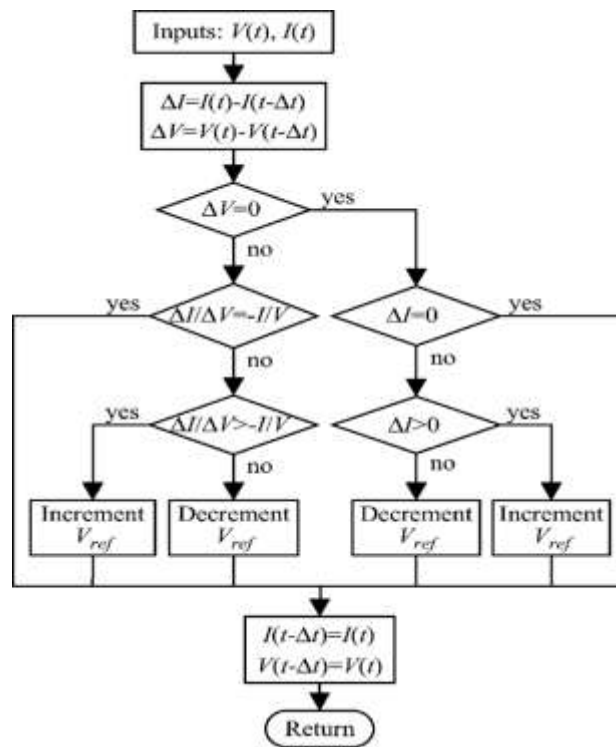 Inputs: V(t), I(t)
ΔI=I(t)-I(t-Δt)
ΔV=V(t)-V(t-Δt)
ΔV=0
yes
no
yes
ΔI/ΔV=-I/V
ΔI=0
yes
no
no
yes
ΔI/ΔV>-I/V
ΔI>0
yes
no
no
Increment
Vref
Decrement
Vref
Decrement
Vref
Increment
Vref
I(t-Δt)=I(t)
V(t-Δt)=V(t)
Return